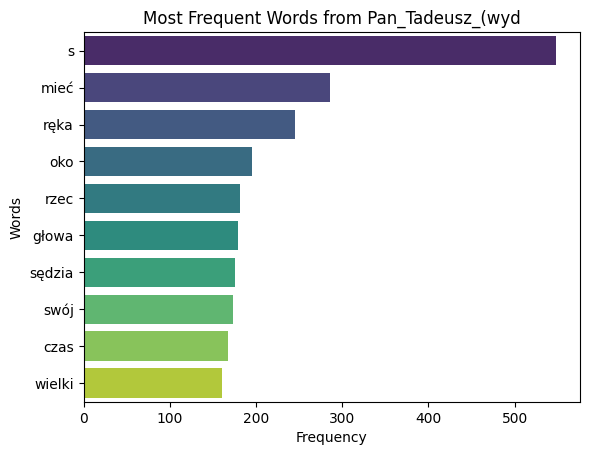 Most Frequent Words from Pan_Tadeusz_(wyd
s
mieć
ręka
oko
rzec
głowa
sędzia
swój
czas
wielki
Words
0 100 200 300 400 500
Frequency